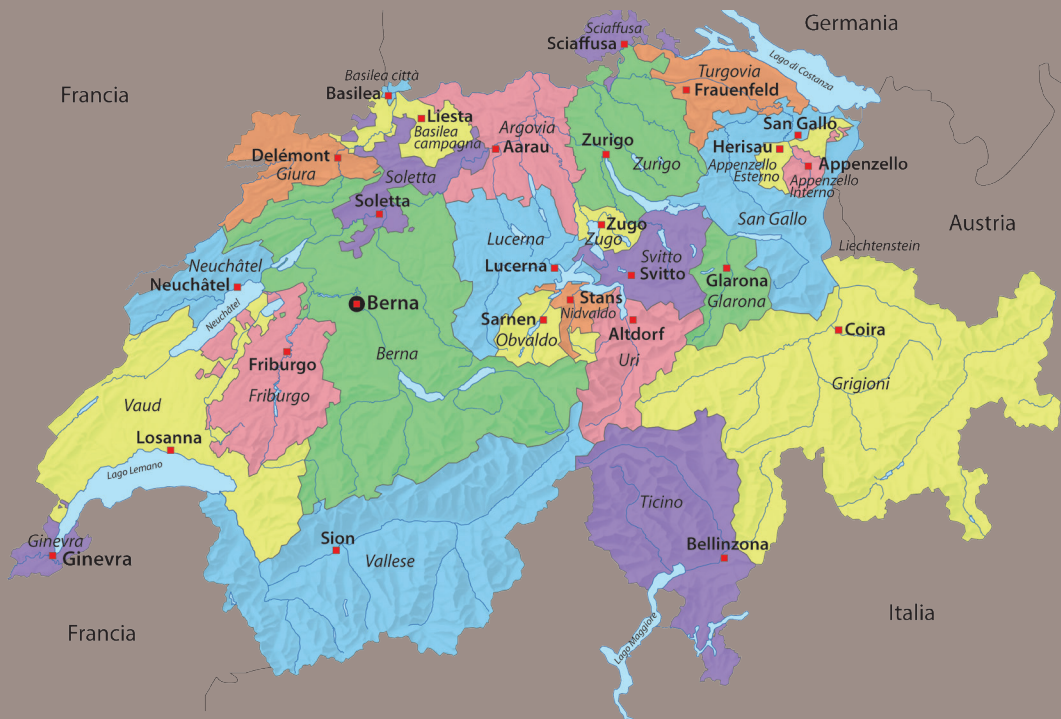 Germania
Sciaffusa
Sciaffusa
Lago di Costanza
Turgovia
Basilea città
Basilea
Francia
Frauenfeld
Liesta
San Gallo
Argovia
Basilea
campagna
Zurigo
Herisau
Aarau
Delémont
Zurigo
Appenzello
Esterno
Appenzello
Giura
Soletta
Appenzello
Interno
Soletta
San Gallo
Zugo
Austria
Lucerna
Zugo
Liechtenstein
Svitto
Neuchâtel
Lucerna
Svitto
Glarona
Neuchâtel
Glarona
Stans
Berna
Neuchâtel
Nidvaldo
Sarnen
Altdorf
Coira
Obvaldo
Berna
Uri
Friburgo
Grigioni
Friburgo
Vaud
Losanna
Lago Lemano
Ticino
Sion
Ginevra
Bellinzona
Ginevra
Vallese
Italia
Francia
Lago Maggiore